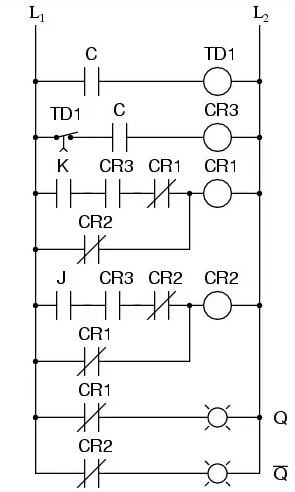 L₁ L₂
C TD1
TD1 C CR3
K CR3 CR1 CR1
CR2
J CR3 CR2 CR2
CR1
CR1
Q
CR2
Q̅